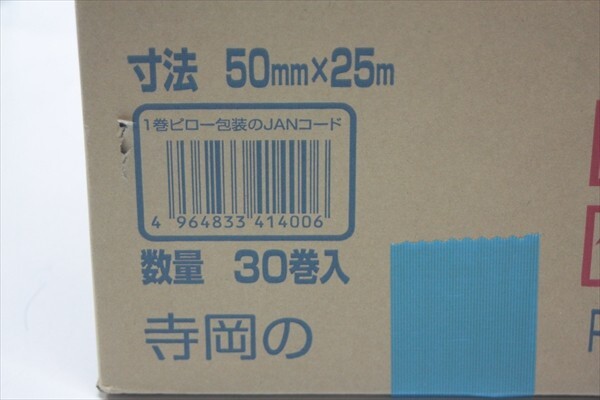 寸法 50mm×25m
1巻ピロー包装のJANコード
4 964833 414006
数量 30巻入
寺岡の